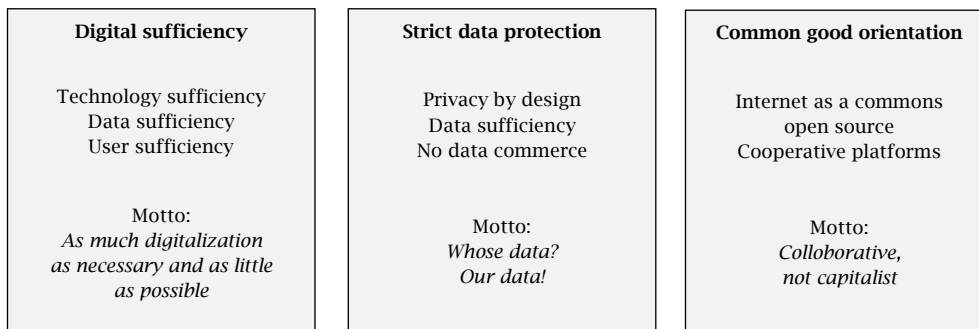 Digital sufficiency
Technology sufficiency
Data sufficiency
User sufficiency
Motto:
As much digitalization
as necessary and as little
as possible
Strict data protection
Privacy by design
Data sufficiency
No data commerce
Motto:
Whose data?
Our data!
Common good orientation
Internet as a commons
open source
Cooperative platforms
Motto:
Colloborative,
not capitalist